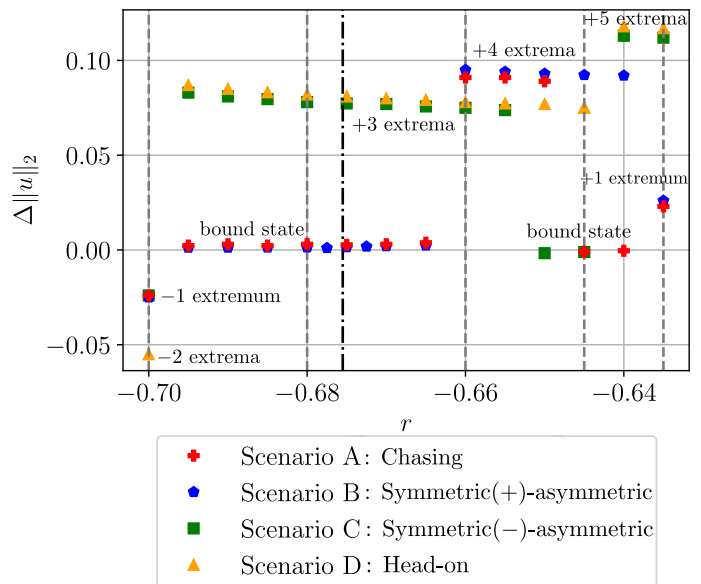 +5 extrema
+4 extrema
0.10
+3 extrema
0.05
+1 extremum
bound state
bound state
0.00
−1 extremum
−0.05
−2 extrema
Δ||u||₂
−0.70
−0.68
−0.66
−0.64
r
Scenario A: Chasing
Scenario B: Symmetric(+)-asymmetric
Scenario C: Symmetric(−)-asymmetric
Scenario D: Head-on